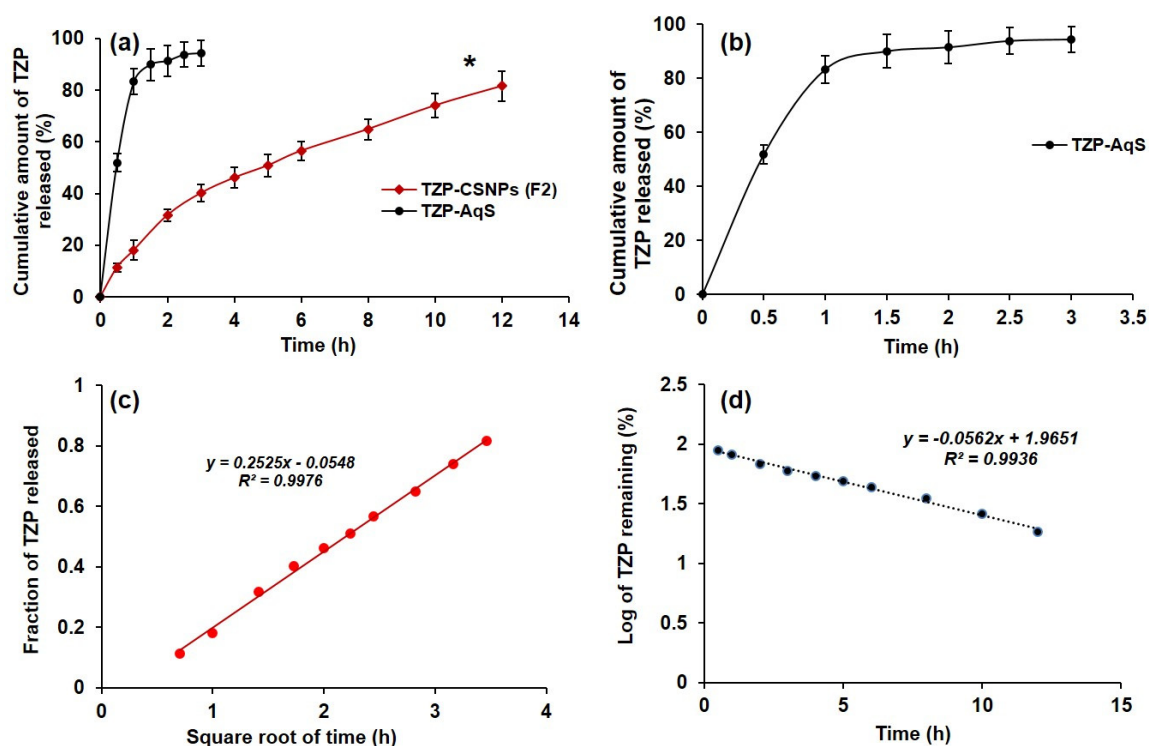 (a)
Cumulative amount of TZP
released (%)
100
80
60
40
20
0
0
2
4
6
8
10
12
14
Time (h)
*
TZP-CSNPs (F2)
TZP-AqS
(b)
Cumulative amount of
TZP released (%)
100
80
60
40
20
0
0
0.5
1
1.5
2
2.5
3
3.5
Time (h)
TZP-AqS
(c)
Fraction of TZP released
1
0.8
0.6
0.4
0.2
0
0
1
2
3
4
Square root of time (h)
y = 0.2525x - 0.0548
R² = 0.9976
(d)
Log of TZP remaining (%)
2.5
2
1.5
1
0.5
0
0
5
10
15
Time (h)
y = -0.0562x + 1.9651
R² = 0.9936